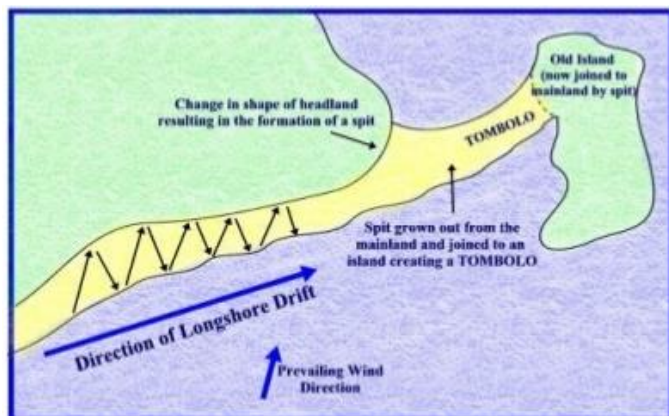 Old Island
(now joined to
mainland by spit)
Change in shape of headland
resulting in the formation of a spit
TOMBOLO
Spit grown out from the
mainland and joined to an
island creating a TOMBOLO
Direction of Longshore Drift
Prevailing Wind
Direction